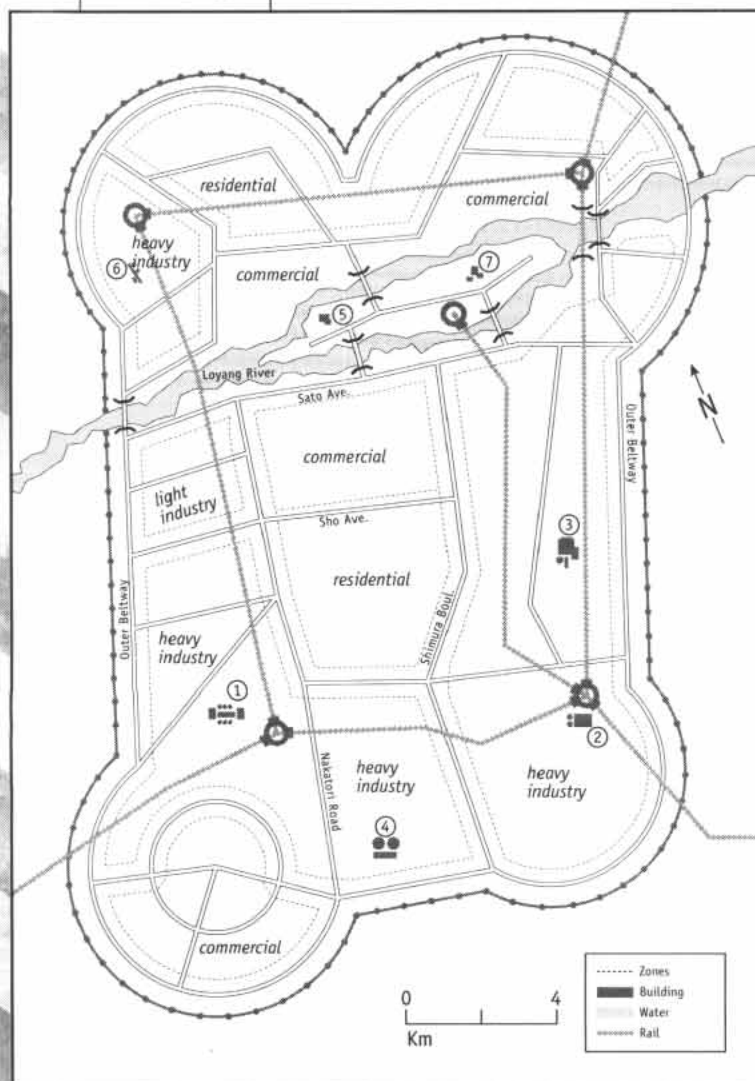 residential
commercial
heavy
industry
6
7
commercial
5
N
Loyang River
Sato Ave.
Outer Beltway
commercial
light
industry
Sho Ave.
3
residential
Shimura Boul.
Outer Beltway
heavy
industry
1
2
Nakatori Road
heavy
industry
heavy
industry
4
commercial
0 4
Km
Zones
Building
Water
Rail